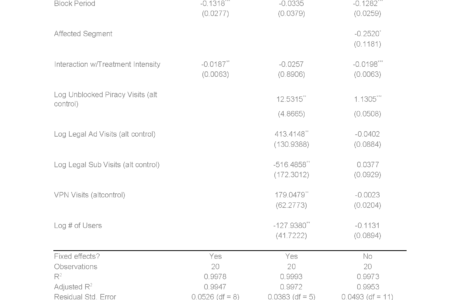 Block Period -0.1318*** -0.0335 -0.1282***
(0.0277) (0.0379) (0.0259)
Affected Segment -0.2520*
(0.1181)
Interaction w/Treatment Intensity -0.0187** -0.0257 -0.0198***
(0.0063) (0.8906) (0.0063)
Log Unblocked Piracy Visits (alt 12.5315** 1.1305***
control)
(4.8665) (0.0508)
Log Legal Ad Visits (alt control) 413.4148** -0.0402
(130.9388) (0.0884)
Log Legal Sub Visits (alt control) -516.4858** 0.0377
(172.3012) (0.0929)
VPN Visits (altcontrol) 179.0479** -0.0023
(62.2773) (0.0204)
Log # of Users -127.9380** -0.1131
(41.7222) (0.0894)
Fixed effects? Yes Yes No
Observations 20 20 20
R² 0.9978 0.9993 0.9973
Adjusted R² 0.9947 0.9972 0.9953
Residual Std. Error 0.0526 (df = 6) 0.0383 (df = 5) 0.0493 (df = 11)